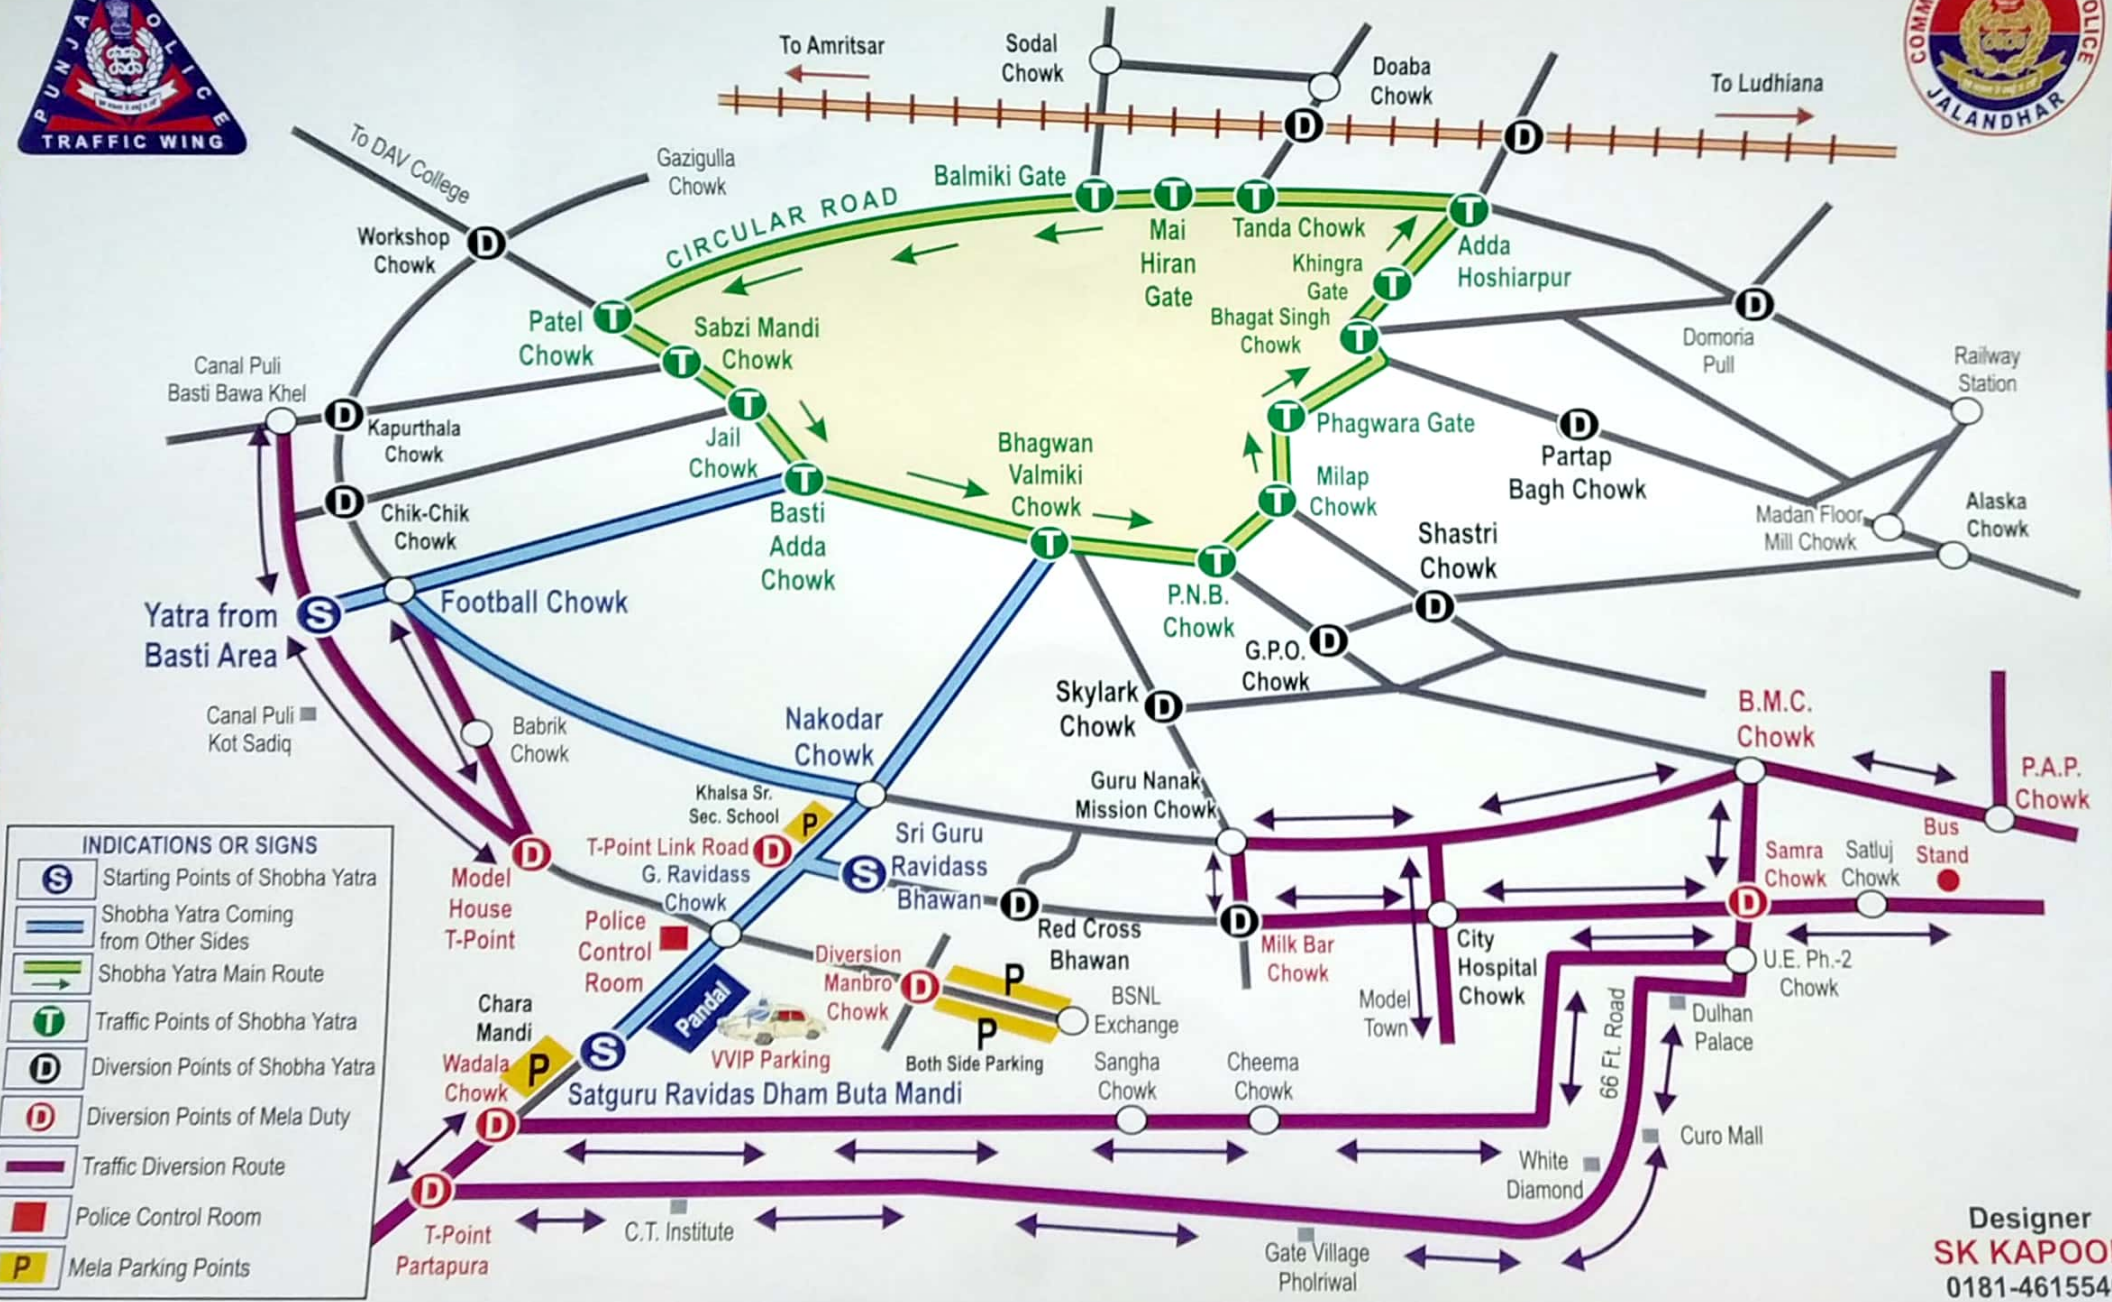 PUNJA
OLICE
TRAFFIC WING
To Amritsar
Sodal
Chowk
Doaba
Chowk
To Ludhiana
COMM
OLICE
JALANDHAR
To DAV College
Gazigulla
Chowk
Workshop
Chowk
D
CIRCULAR ROAD
Balmiki Gate
T
T
T
D
D
T
Mai
Hiran
Gate
Tanda Chowk
Khingra
Gate
T
Adda
Hoshiarpur
Patel
Chowk
T
Sabzi Mandi
Chowk
T
Bhagat Singh
Chowk
T
D
Domoria
Pull
Railway
Station
Canal Puli
Basti Bawa Khel
D
Kapurthala
Chowk
T
Jail
Chowk
T
Phagwara Gate
D
Partap
Bagh Chowk
D
Chik-Chik
Chowk
T
Basti
Adda
Chowk
Bhagwan
Valmiki
Chowk
T
T
Milap
Chowk
T
P.N.B.
Chowk
Shastri
Chowk
D
Madan Floor
Mill Chowk
Alaska
Chowk
Yatra from
Basti Area
S
Football Chowk
G.P.O.
Chowk
D
Canal Puli
Kot Sadiq
Babrik
Chowk
Nakodar
Chowk
Skylark
Chowk
D
B.M.C.
Chowk
P.A.P.
Chowk
Khalsa Sr.
Sec. School
P
Guru Nanak
Mission Chowk
T-Point Link Road
D
Sri Guru
Ravidass
Bhawan
S
G. Ravidass
Chowk
D
Red Cross
Bhawan
D
Milk Bar
Chowk
City
Hospital
Chowk
Model
Town
Samra
Chowk
D
Satluj
Chowk
Bus
Stand
U.E. Ph.-2
Chowk
D
Model
House
T-Point
Police
Control
Room
Diversion
Manbro
Chowk
D
P
P
BSNL
Exchange
Both Side Parking
Pandal
VVIP Parking
Chara
Mandi
P
S
Satguru Ravidas Dham Buta Mandi
Wadala
Chowk
D
Sangha
Chowk
Cheema
Chowk
66 Ft. Road
Dulhan
Palace
Curo Mall
White
Diamond
D
T-Point
Partapura
C.T. Institute
Gate Village
Pholriwal
INDICATIONS OR SIGNS
S Starting Points of Shobha Yatra
Shobha Yatra Coming
from Other Sides
Shobha Yatra Main Route
T Traffic Points of Shobha Yatra
D Diversion Points of Shobha Yatra
D Diversion Points of Mela Duty
Traffic Diversion Route
Police Control Room
P Mela Parking Points
Designer
SK KAPOO
0181-461554